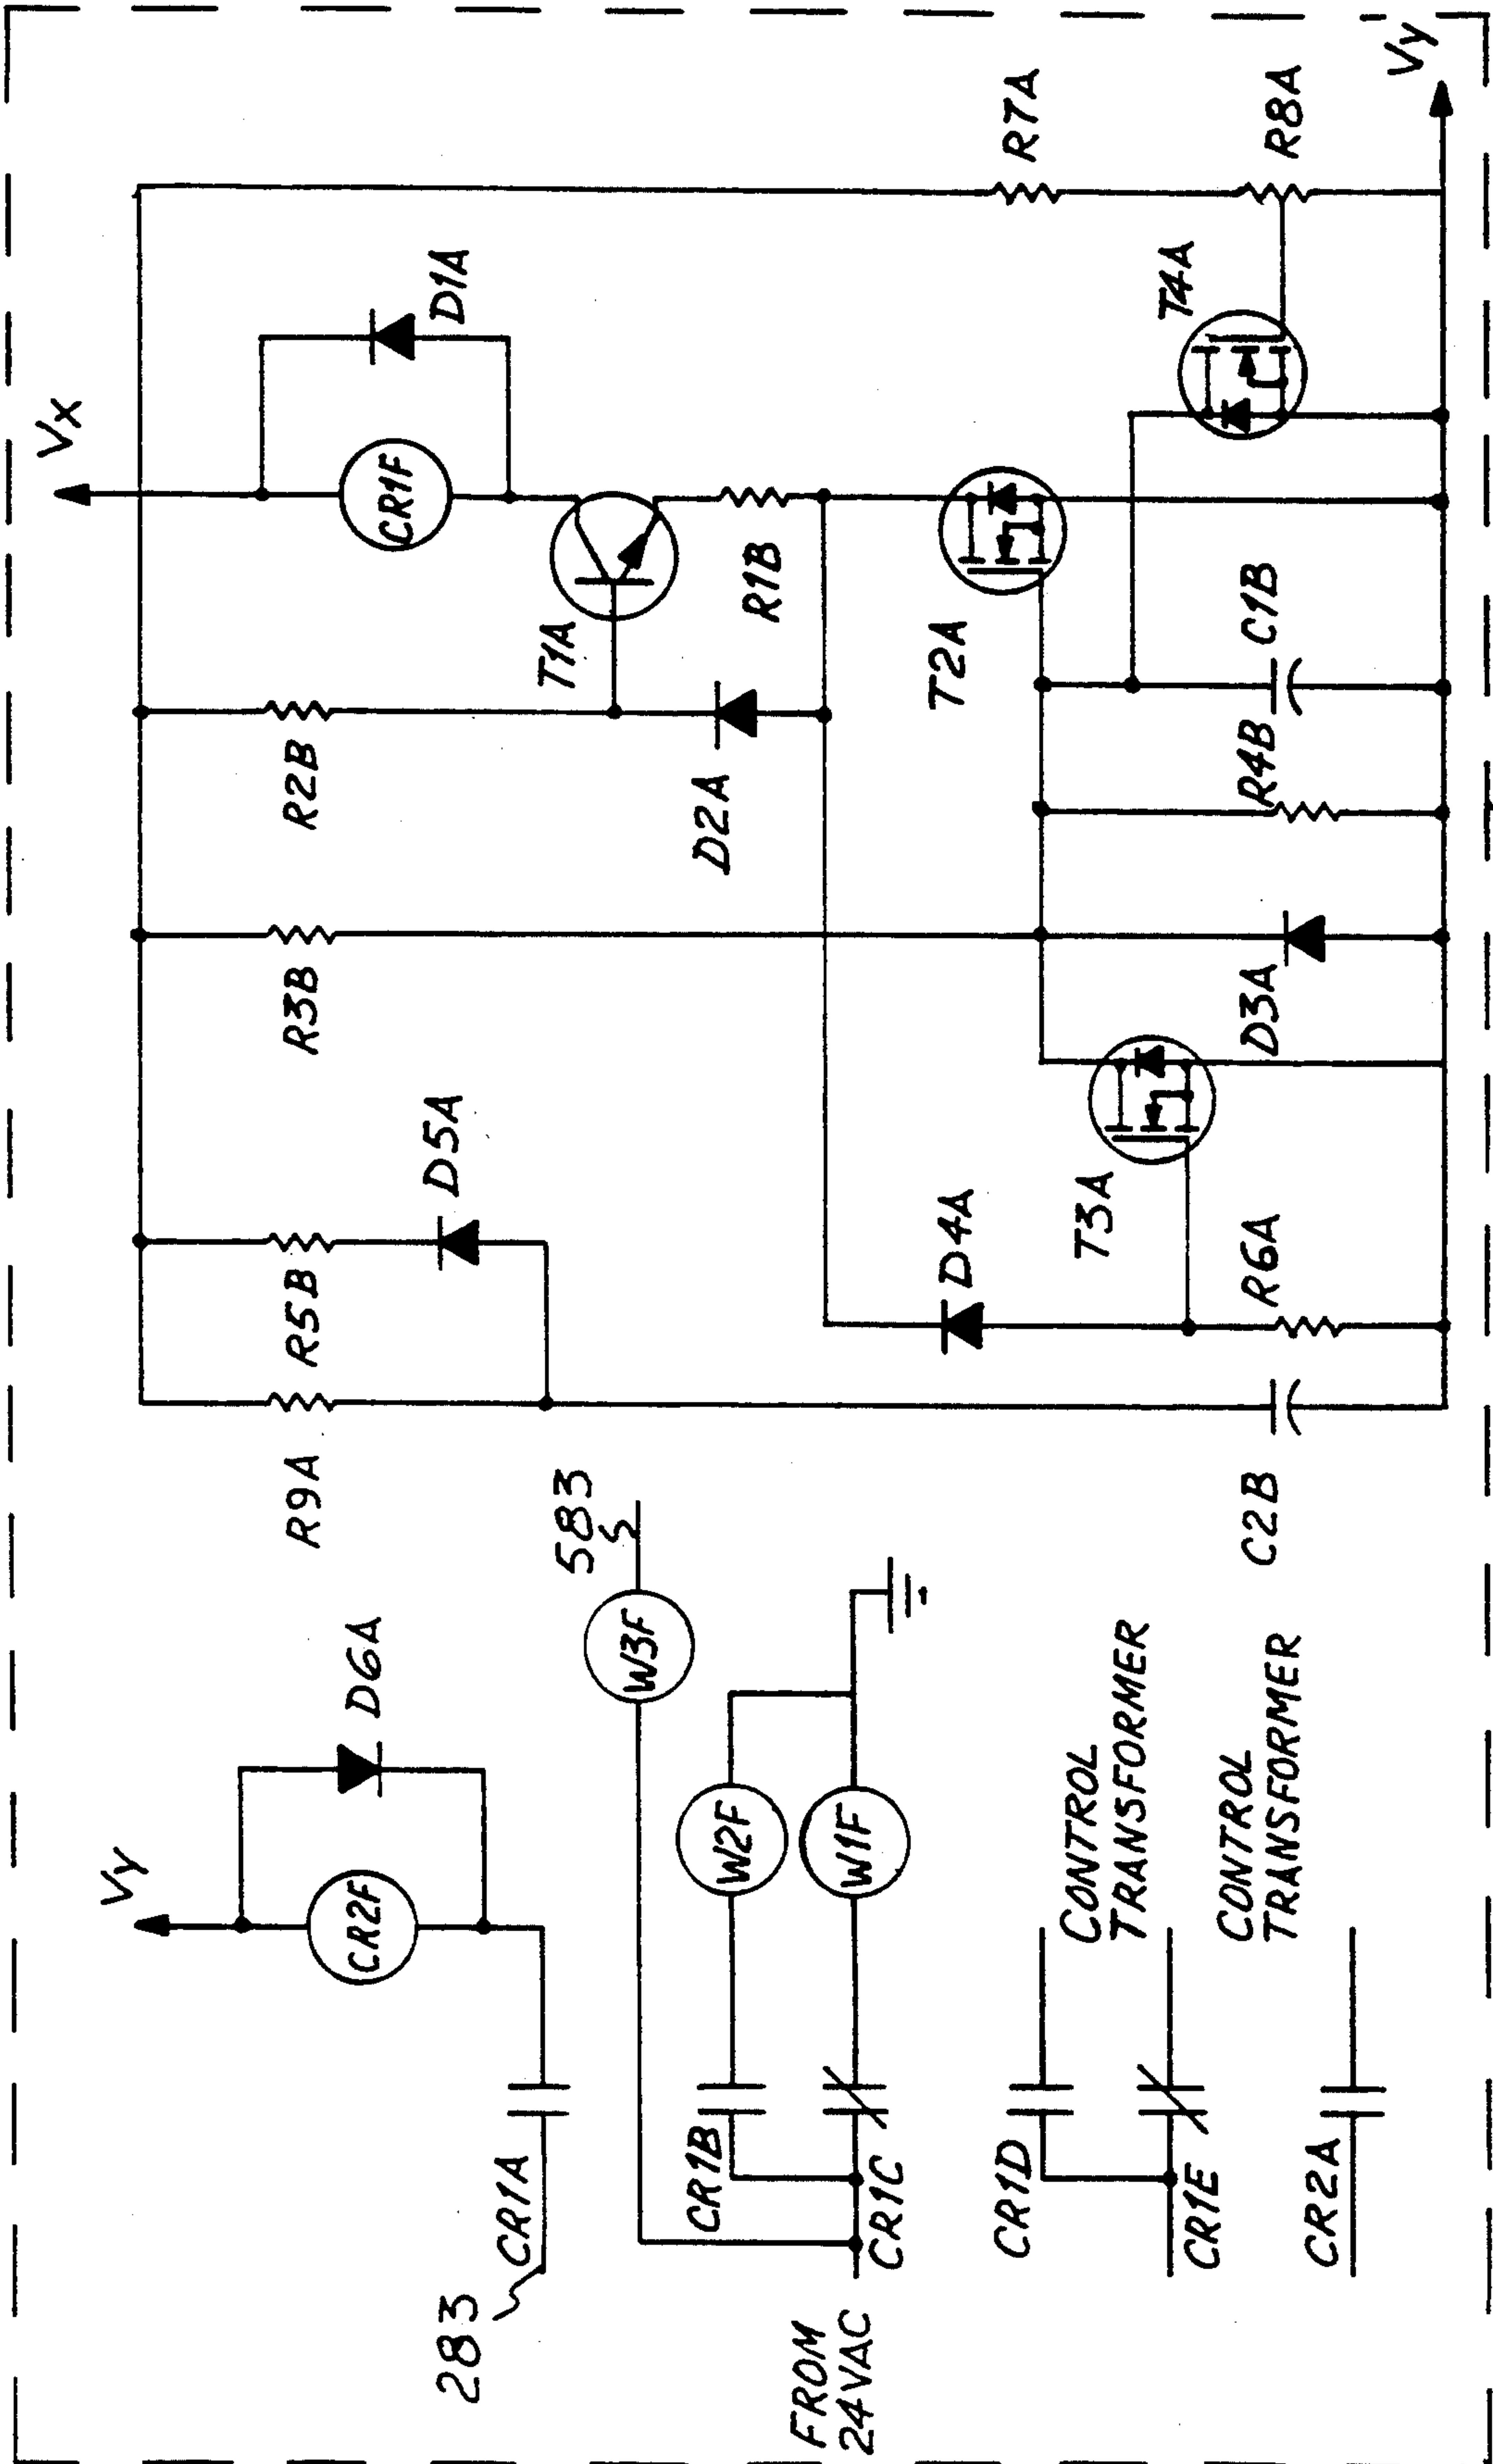 Vx
Vy
CR1F
D1A
T1A
R1B
R2B
D2A
R3B
T2A
R7A
T4A
R8A
Vy
C1B
R4B
D3A
T3A
D5A
R5B
D4A
R6A
R9A
C2B
Vy
CR2F
D6A
283
CR1A
583
W3F
W2F
W1F
CR1B
CR1C
FROM
24VAC
CONTROL
TRANSFORMER
CR1D
CR1E
CONTROL
TRANSFORMER
CR2A